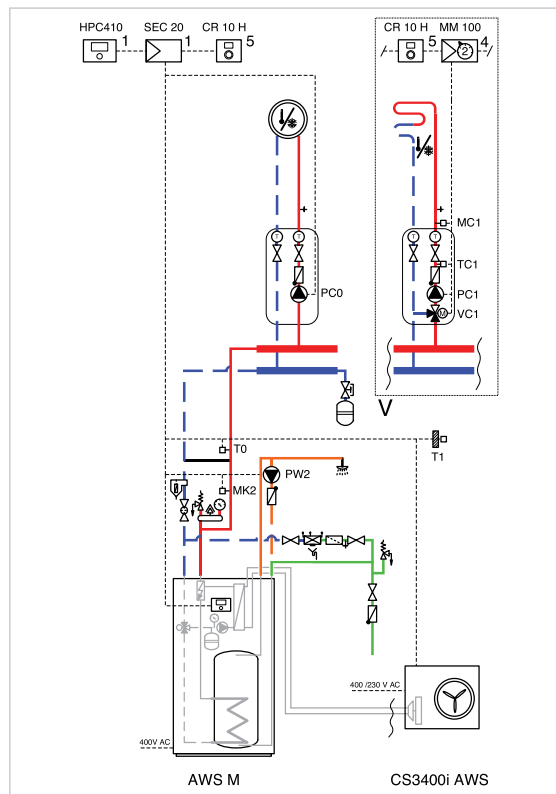 HPC410 SEC 20 CR 10 H CR 10 H MM 100
1 1 5 5 2 4
MC1
T T T T
TC1
PC0 PC1
M VC1
V
T0 T1
PW2
MK2
400 /230 V AC
400V AC
AWS M CS3400i AWS